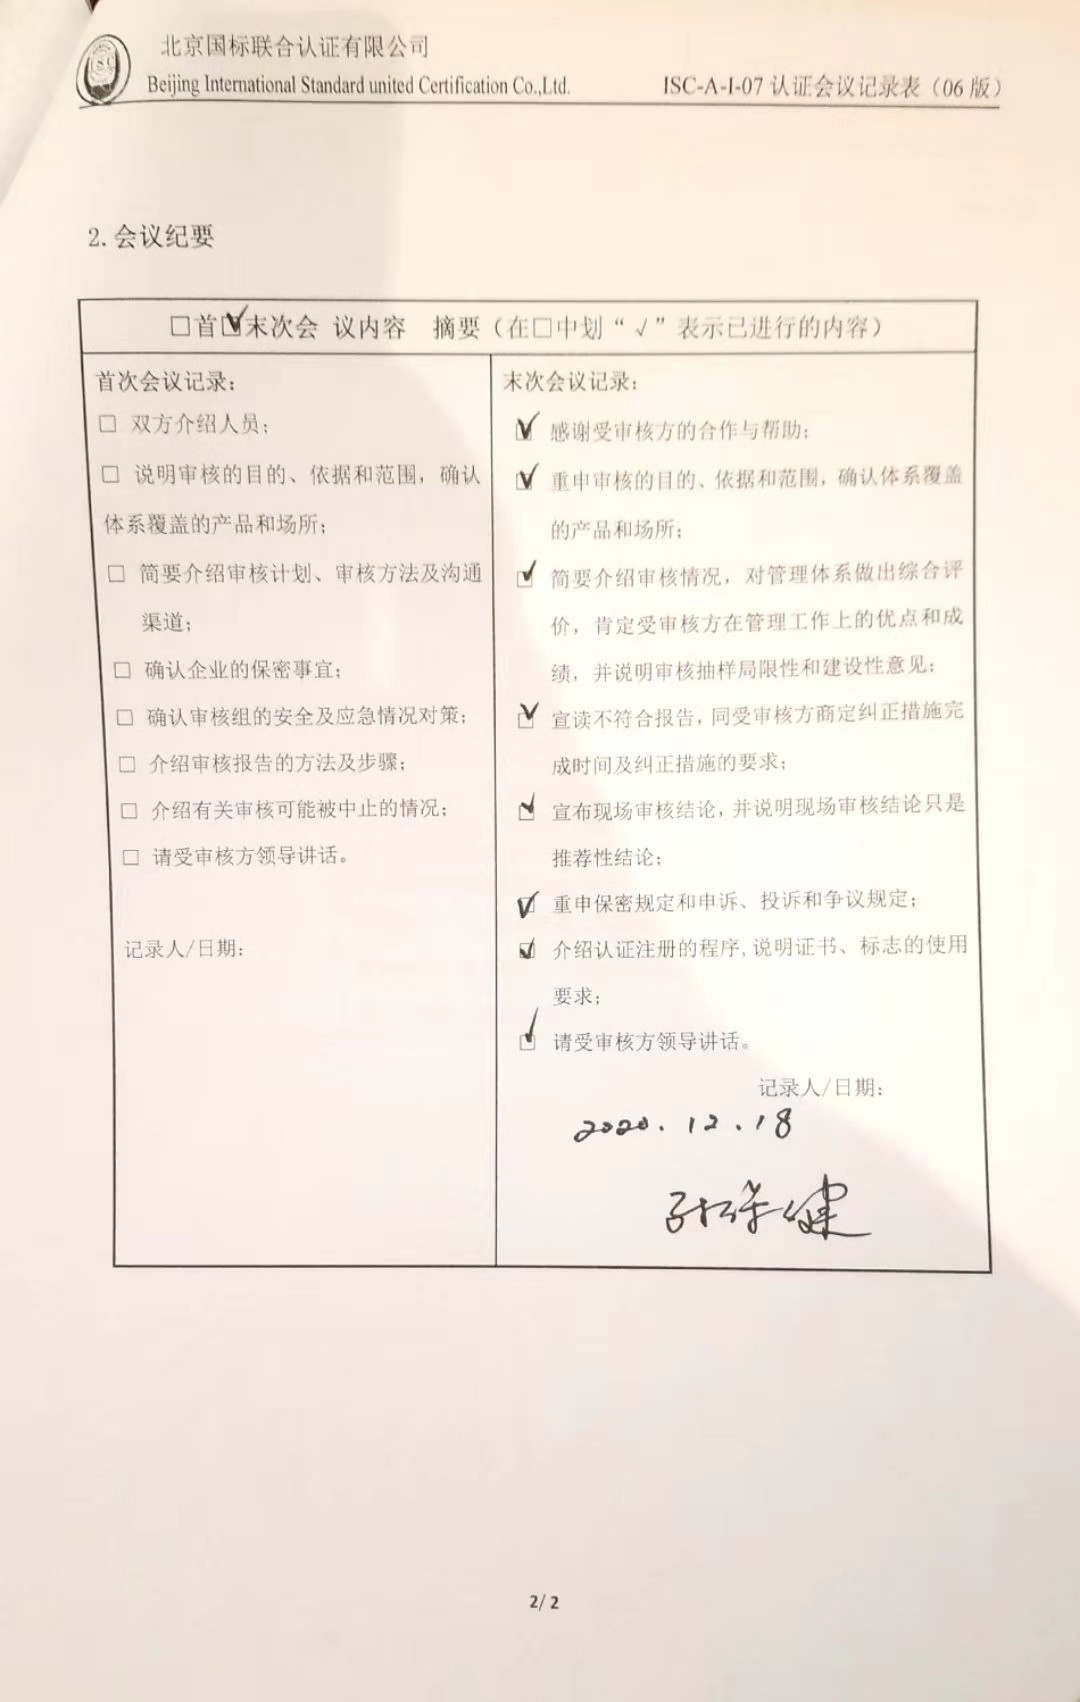 北京国标联合认证有限公司
Beijing International Standard united Certification Co.,Ltd.
ISC-A-I-07 认证会议记录表（06 版）
2. 会议纪要
□首☑末次会 议内容 摘要（在□中划“√”表示已进行的内容）
首次会议记录：
□ 双方介绍人员；
□ 说明审核的目的、依据和范围，确认
体系覆盖的产品和场所；
□ 简要介绍审核计划、审核方法及沟通
渠道；
□ 确认企业的保密事宜；
□ 确认审核组的安全及应急情况对策；
□ 介绍审核报告的方法及步骤；
□ 介绍有关审核可能被中止的情况；
□ 请受审核方领导讲话。
记录人/日期：
末次会议记录：
☑ 感谢受审核方的合作与帮助；
☑ 重申审核的目的、依据和范围，确认体系覆盖
的产品和场所；
☑ 简要介绍审核情况，对管理体系做出综合评
价，肯定受审核方在管理工作上的优点和成
绩，并说明审核抽样局限性和建设性意见；
☑ 宣读不符合报告，同受审核方商定纠正措施完
成时间及纠正措施的要求；
☑ 宣布现场审核结论，并说明现场审核结论只是
推荐性结论；
☑ 重申保密规定和申诉、投诉和争议规定；
☑ 介绍认证注册的程序，说明证书、标志的使用
要求；
☑ 请受审核方领导讲话。
记录人/日期：
2020.12.18
2/ 2